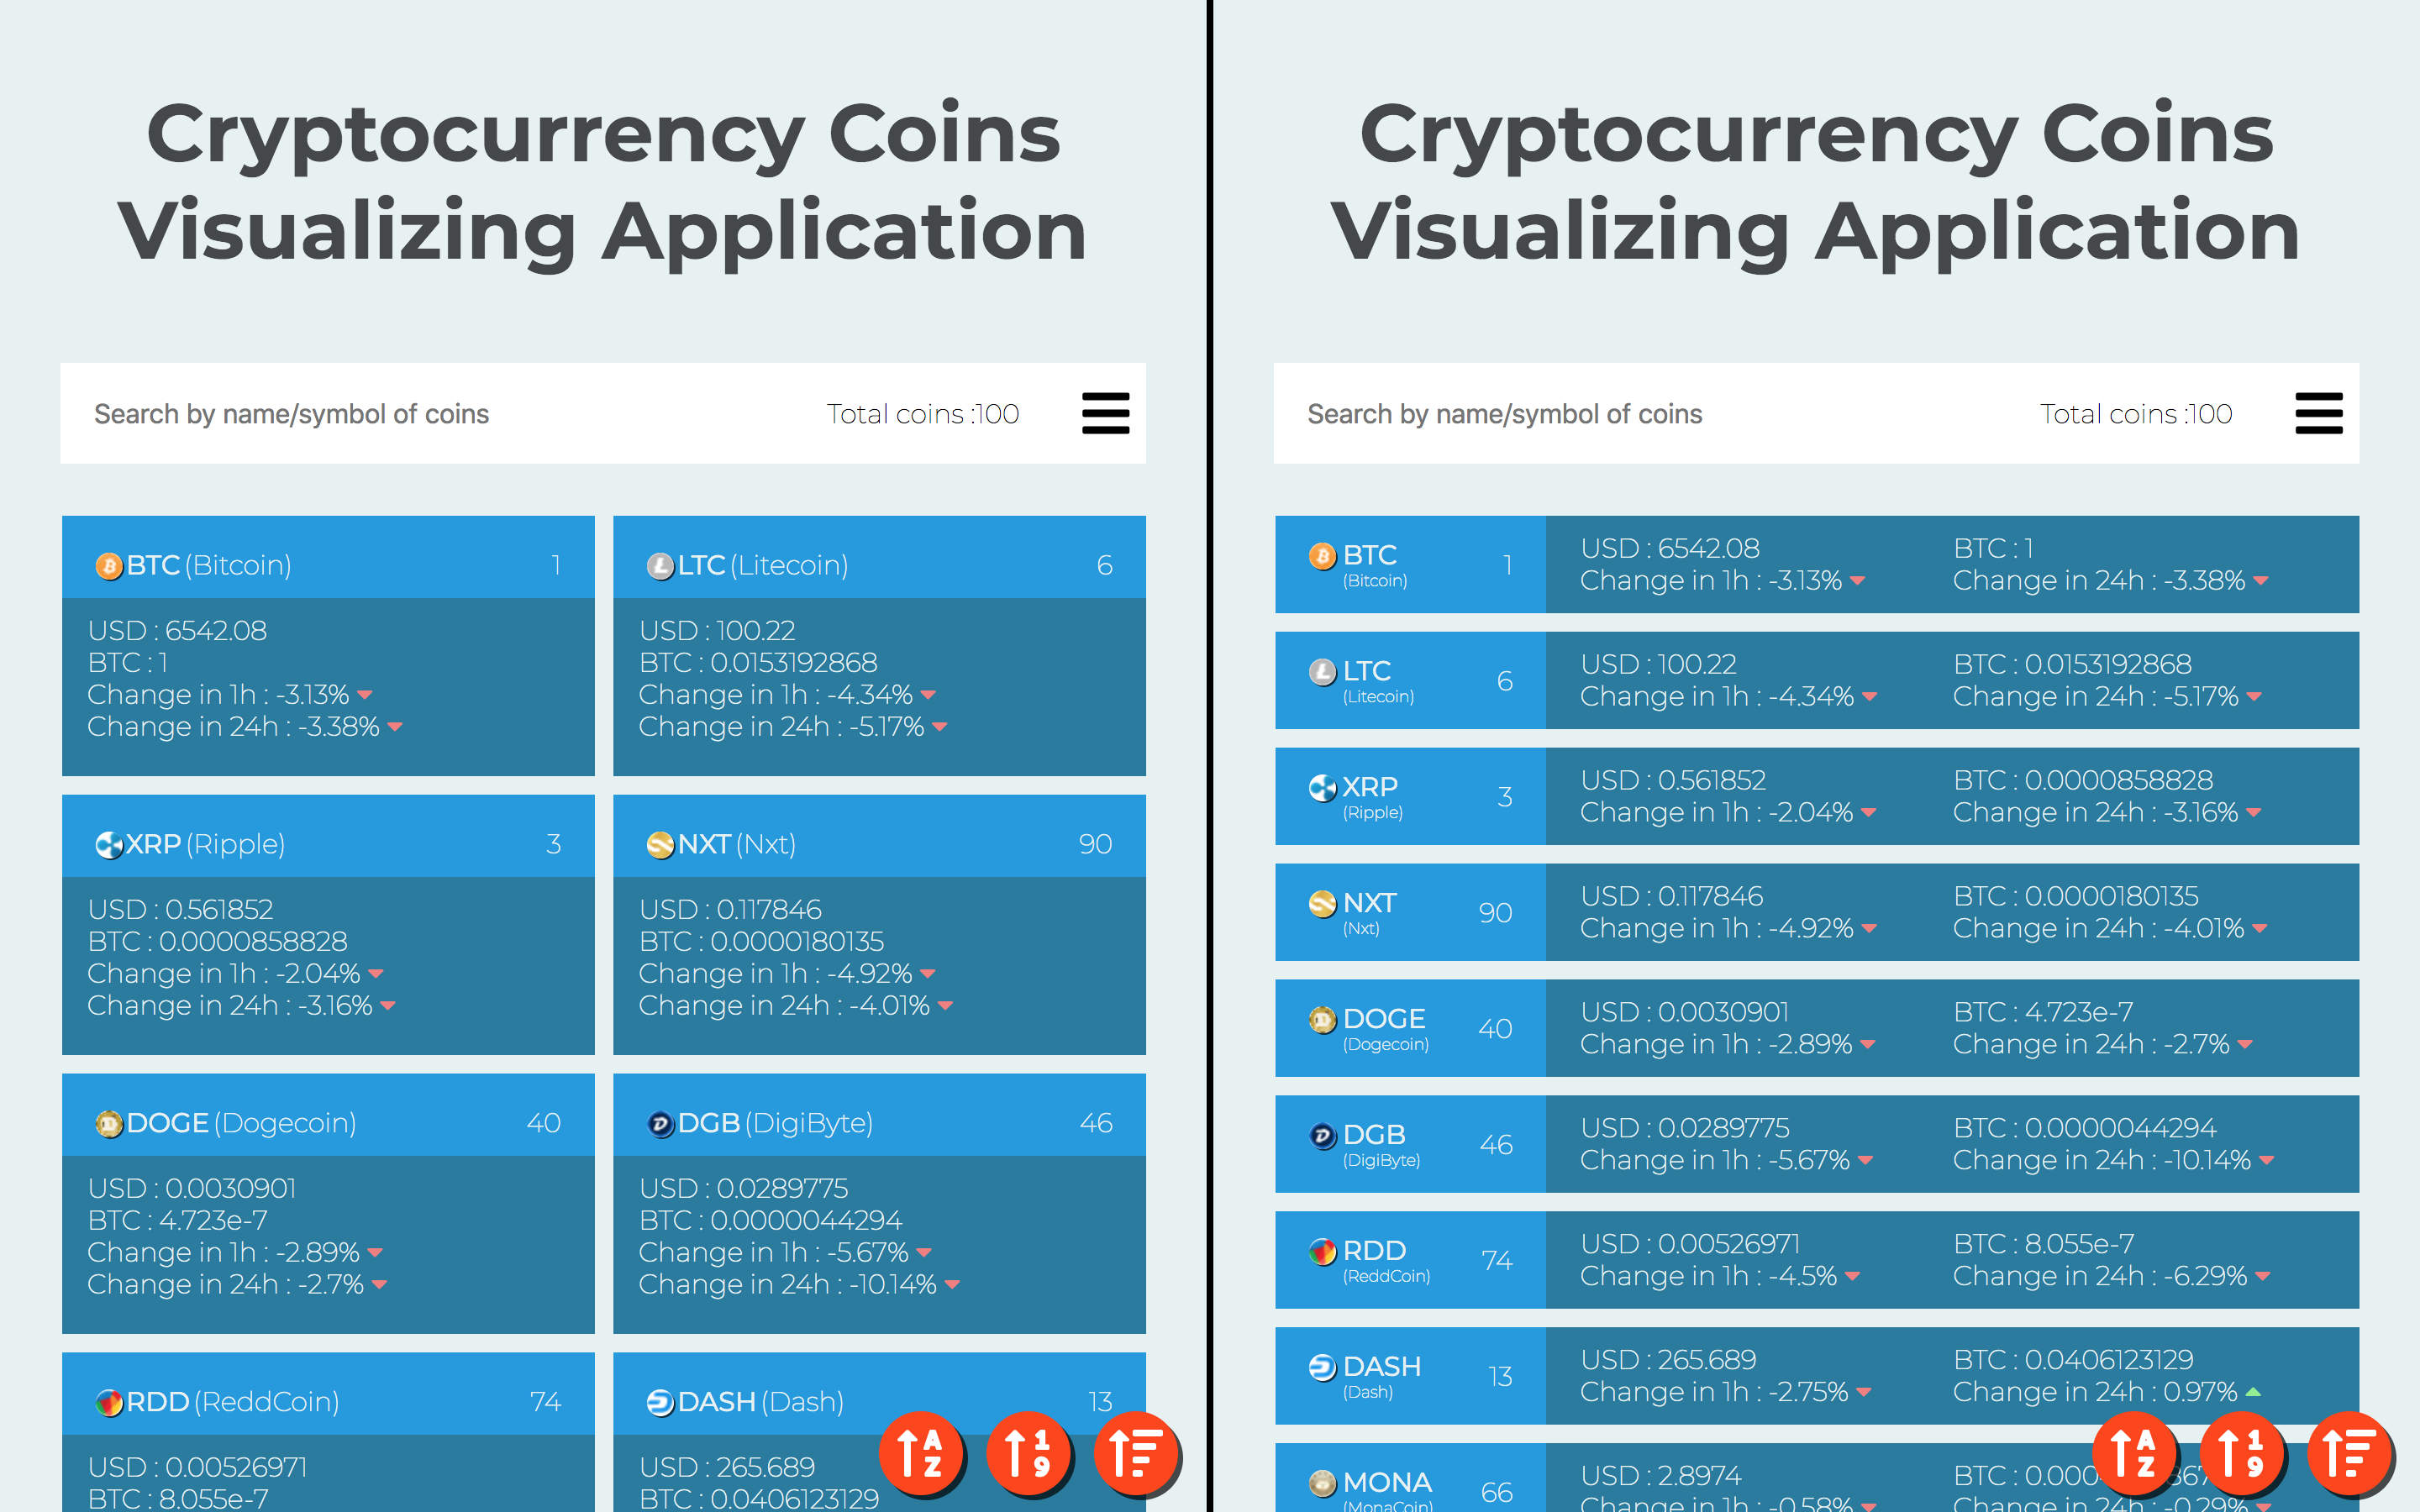 Cryptocurrency Coins
Visualizing Application
Search by name/symbol of coins
Total coins :100
BTC (Bitcoin) 1
USD : 6542.08
BTC : 1
Change in 1h : -3.13%
Change in 24h : -3.38%
LTC (Litecoin) 6
USD : 100.22
BTC : 0.0153192868
Change in 1h : -4.34%
Change in 24h : -5.17%
XRP (Ripple) 3
USD : 0.561852
BTC : 0.0000858828
Change in 1h : -2.04%
Change in 24h : -3.16%
NXT (Nxt) 90
USD : 0.117846
BTC : 0.0000180135
Change in 1h : -4.92%
Change in 24h : -4.01%
DOGE (Dogecoin) 40
USD : 0.0030901
BTC : 4.723e-7
Change in 1h : -2.89%
Change in 24h : -2.7%
DGB (DigiByte) 46
USD : 0.0289775
BTC : 0.0000044294
Change in 1h : -5.67%
Change in 24h : -10.14%
RDD (ReddCoin) 74
USD : 0.00526971
BTC : 8.055e-7
DASH (Dash) 13
USD : 265.689
BTC : 0.0406123129
A
Z
1
9
Cryptocurrency Coins
Visualizing Application
Search by name/symbol of coins
Total coins :100
BTC
(Bitcoin)
1
USD : 6542.08
Change in 1h : -3.13%
BTC : 1
Change in 24h : -3.38%
LTC
(Litecoin)
6
USD : 100.22
Change in 1h : -4.34%
BTC : 0.0153192868
Change in 24h : -5.17%
XRP
(Ripple)
3
USD : 0.561852
Change in 1h : -2.04%
BTC : 0.0000858828
Change in 24h : -3.16%
NXT
(Nxt)
90
USD : 0.117846
Change in 1h : -4.92%
BTC : 0.0000180135
Change in 24h : -4.01%
DOGE
(Dogecoin)
40
USD : 0.0030901
Change in 1h : -2.89%
BTC : 4.723e-7
Change in 24h : -2.7%
DGB
(DigiByte)
46
USD : 0.0289775
Change in 1h : -5.67%
BTC : 0.0000044294
Change in 24h : -10.14%
RDD
(ReddCoin)
74
USD : 0.00526971
Change in 1h : -4.5%
BTC : 8.055e-7
Change in 24h : -6.29%
DASH
(Dash)
13
USD : 265.689
Change in 1h : -2.75%
BTC : 0.0406123129
Change in 24h : 0.97%
MONA
(MonaCoin)
66
USD : 2.8974
Change in 1h : -0.58%
BTC :
Change in 24h : -0.29%
A
Z
1
9